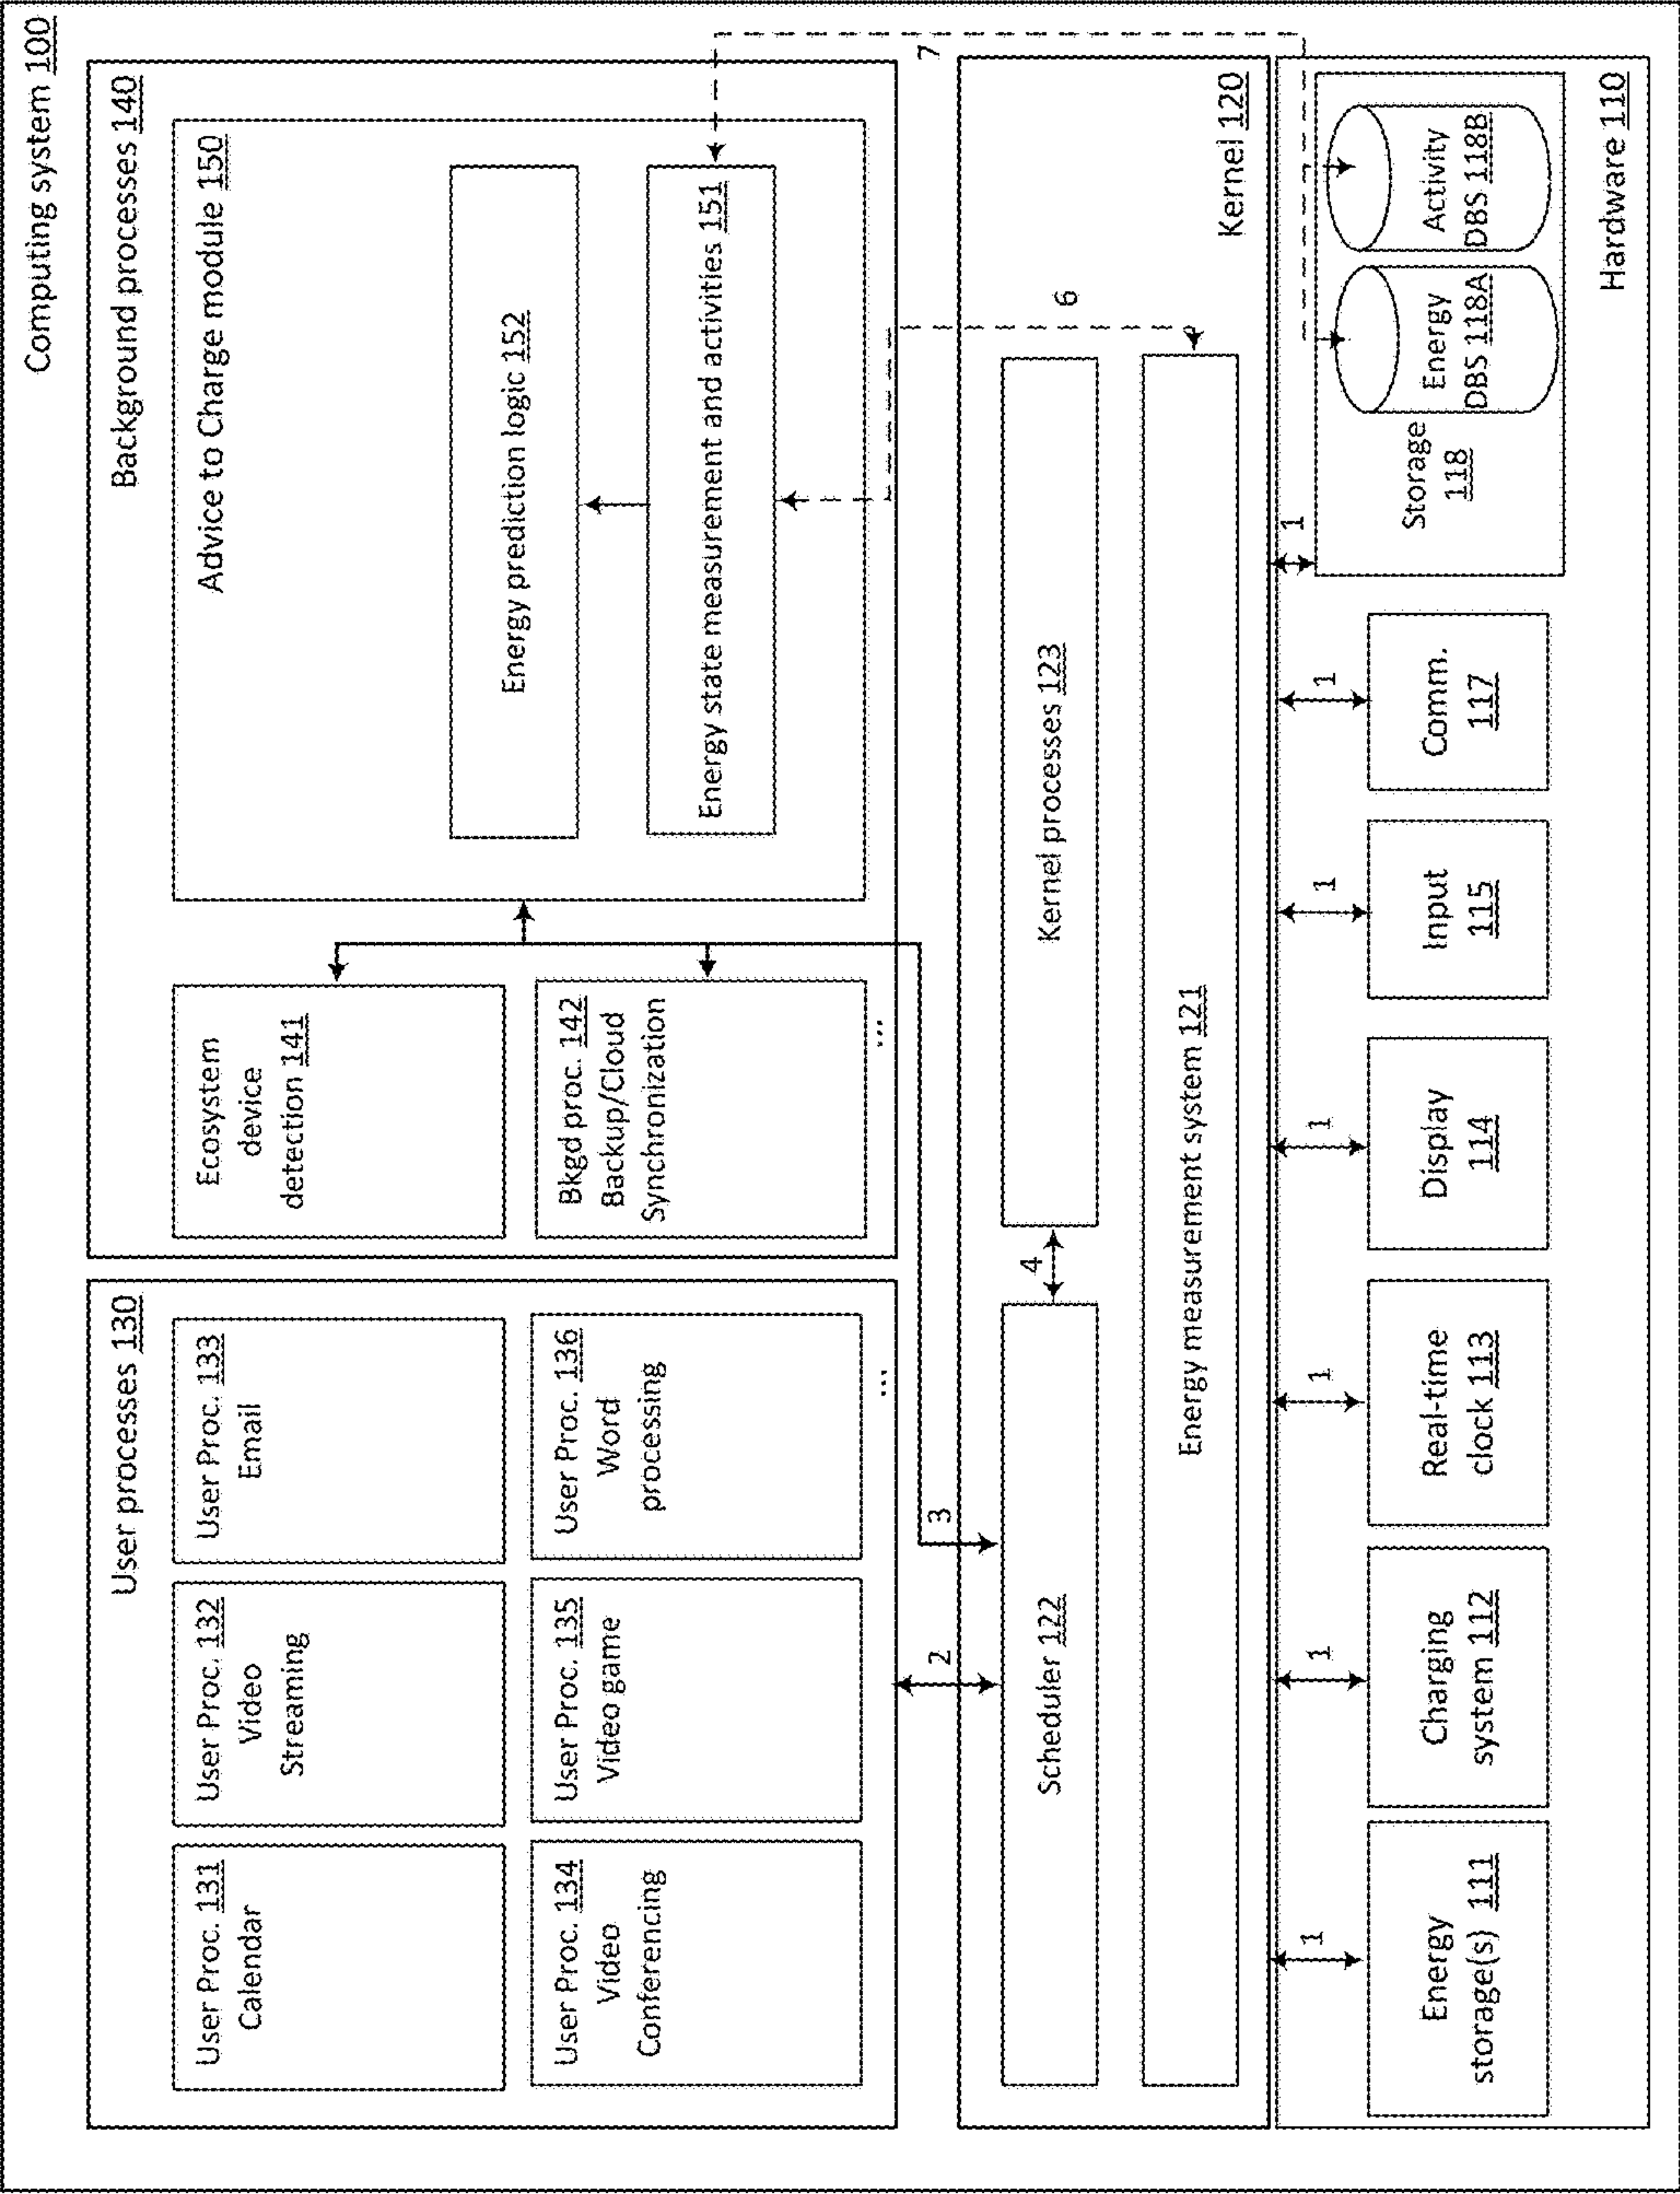 Computing system 100
User processes 130
User Proc. 131
Calendar
User Proc. 132
Video
Streaming
User Proc. 133
Email
User Proc. 134
Video
Conferencing
User Proc. 135
Video game
User Proc. 136
Word
processing
...
Background processes 140
Ecosystem
device
detection 141
Bkgd proc. 142
Backup/Cloud
Synchronization
...
Advice to Charge module 150
Energy prediction logic 152
Energy state measurement and activities 151
2
3
6
7
Scheduler 122
4
Kernel processes 123
Energy measurement system 121
Kernel 120
1
1
1
1
1
1
1
Energy
storage(s) 111
Charging
system 112
Real-time
clock 113
Display
114
Input
115
Comm.
117
Storage
118
Energy
DBS 118A
Activity
DBS 118B
Hardware 110